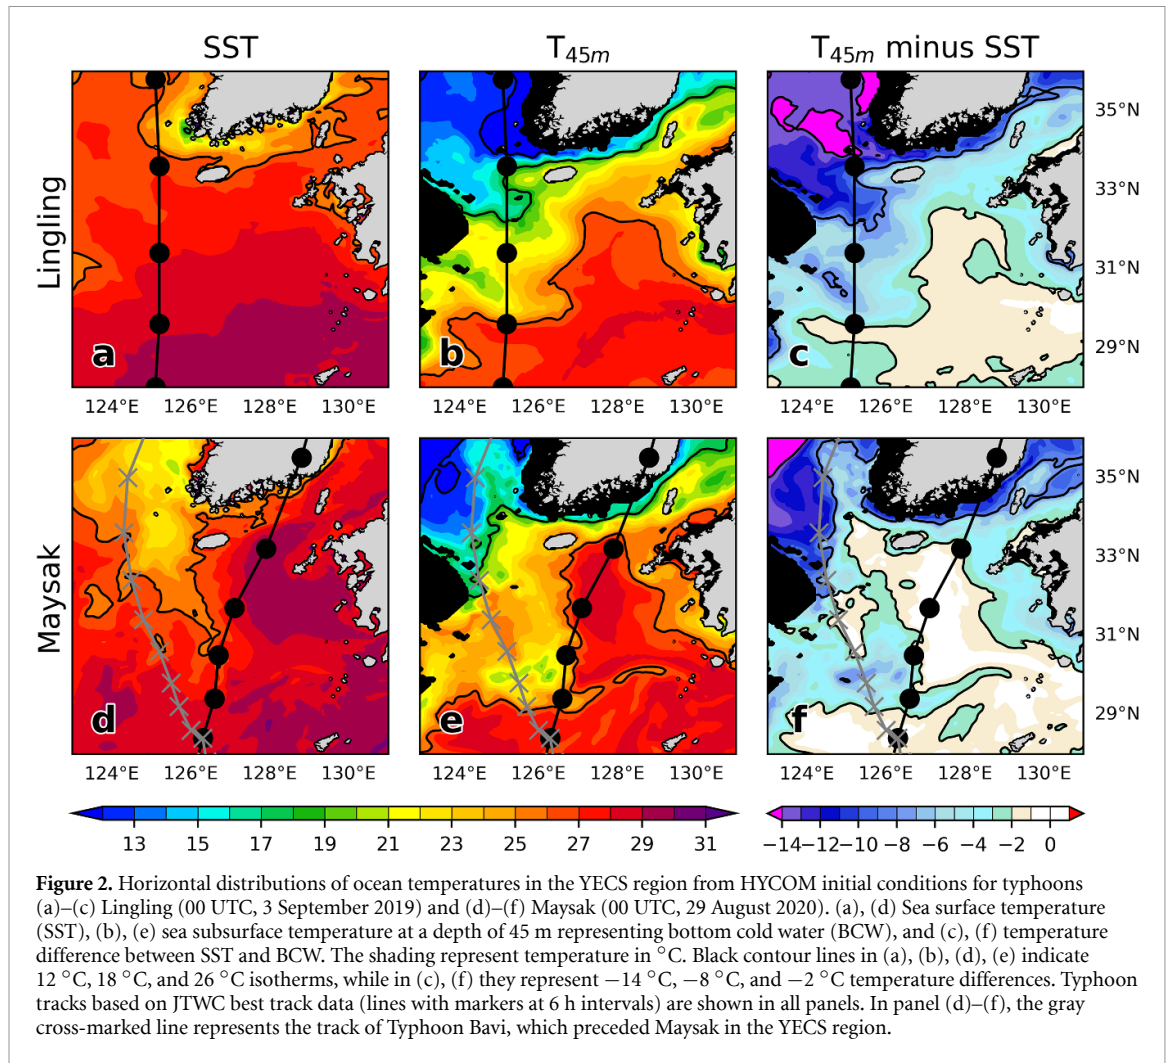 SST
T45m
T45m minus SST
Lingling
a
b
c
35°N
33°N
31°N
29°N
124°E 126°E 128°E 130°E
124°E 126°E 128°E 130°E
124°E 126°E 128°E 130°E
Maysak
d
e
f
35°N
33°N
31°N
29°N
124°E 126°E 128°E 130°E
124°E 126°E 128°E 130°E
124°E 126°E 128°E 130°E
13 15 17 19 21 23 25 27 29 31
−14 −12 −10 −8 −6 −4 −2 0
Figure 2. Horizontal distributions of ocean temperatures in the YECS region from HYCOM initial conditions for typhoons
(a)–(c) Lingling (00 UTC, 3 September 2019) and (d)–(f) Maysak (00 UTC, 29 August 2020). (a), (d) Sea surface temperature
(SST), (b), (e) sea subsurface temperature at a depth of 45 m representing bottom cold water (BCW), and (c), (f) temperature
difference between SST and BCW. The shading represent temperature in °C. Black contour lines in (a), (b), (d), (e) indicate
12 °C, 18 °C, and 26 °C isotherms, while in (c), (f) they represent −14 °C, −8 °C, and −2 °C temperature differences. Typhoon
tracks based on JTWC best track data (lines with markers at 6 h intervals) are shown in all panels. In panel (d)–(f), the gray
cross-marked line represents the track of Typhoon Bavi, which preceded Maysak in the YECS region.